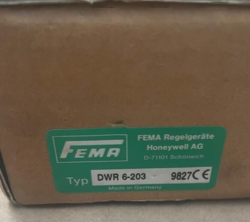 FEMA
FEMA Regelgeräte
Honeywell AG
D-71101 Schönaich
Typ DWR 6-203 9827 CE
Made in Germany